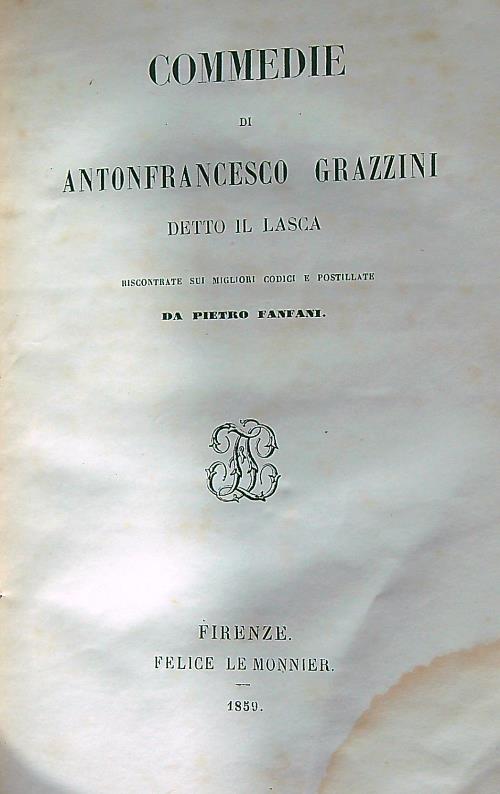 COMMEDIE
DI
ANTONFRANCESCO GRAZZINI
DETTO IL LASCA
RISCONTRATE SUI MIGLIORI CODICI E POSTILLATE
DA PIETRO FANFANI.
FIRENZE.
FELICE LE MONNIER.
1859.